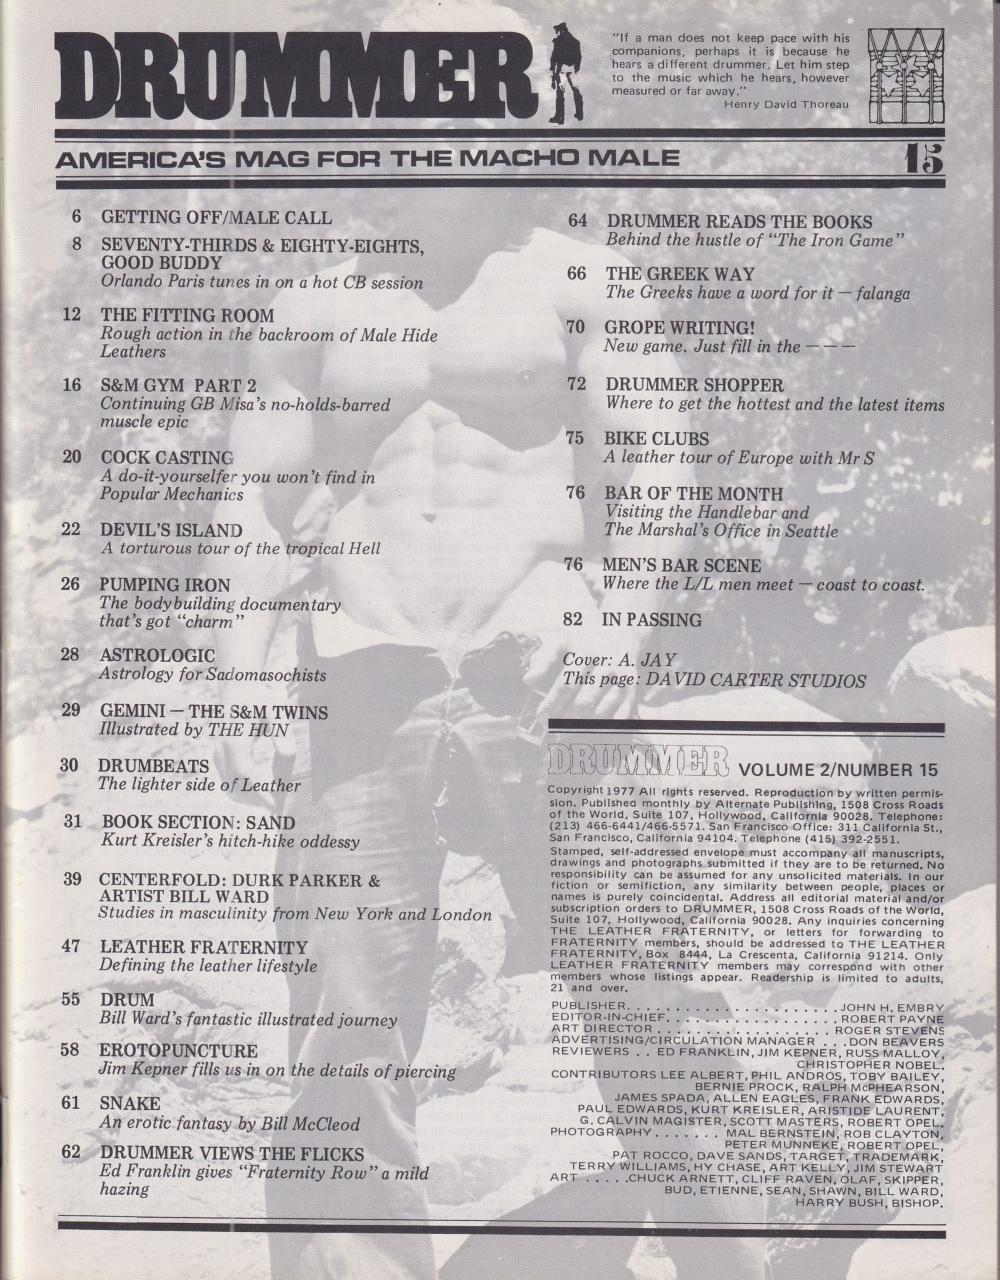 DRUMMER
"If a man does not keep pace with his
companions, perhaps it is because he
hears a different drummer. Let him step
to the music which he hears, however
measured or far away."
Henry David Thoreau
AMERICA'S MAG FOR THE MACHO MALE
15
6 GETTING OFF/MALE CALL
8 SEVENTY-THIRDS & EIGHTY-EIGHTS,
GOOD BUDDY
Orlando Paris tunes in on a hot CB session
12 THE FITTING ROOM
Rough action in the backroom of Male Hide
Leathers
16 S&M GYM PART 2
Continuing GB Misa's no-holds-barred
muscle epic
20 COCK CASTING
A do-it-yourselfer you won't find in
Popular Mechanics
22 DEVIL'S ISLAND
A torturous tour of the tropical Hell
26 PUMPING IRON
The bodybuilding documentary
that's got "charm"
28 ASTROLOGIC
Astrology for Sadomasochists
29 GEMINI — THE S&M TWINS
Illustrated by THE HUN
30 DRUMBEATS
The lighter side of Leather
31 BOOK SECTION: SAND
Kurt Kreisler's hitch-hike oddessy
39 CENTERFOLD: DURK PARKER &
ARTIST BILL WARD
Studies in masculinity from New York and London
47 LEATHER FRATERNITY
Defining the leather lifestyle
55 DRUM
Bill Ward's fantastic illustrated journey
58 EROTOPUNCTURE
Jim Kepner fills us in on the details of piercing
61 SNAKE
An erotic fantasy by Bill McCleod
62 DRUMMER VIEWS THE FLICKS
Ed Franklin gives "Fraternity Row" a mild
hazing
64 DRUMMER READS THE BOOKS
Behind the hustle of "The Iron Game"
66 THE GREEK WAY
The Greeks have a word for it — falanga
70 GROPE WRITING!
New game. Just fill in the — — —
72 DRUMMER SHOPPER
Where to get the hottest and the latest items
75 BIKE CLUBS
A leather tour of Europe with Mr S
76 BAR OF THE MONTH
Visiting the Handlebar and
The Marshal's Office in Seattle
76 MEN'S BAR SCENE
Where the L/L men meet — coast to coast.
82 IN PASSING
Cover: A. JAY
This page: DAVID CARTER STUDIOS
DRUMMER VOLUME 2/NUMBER 15
Copyright 1977 All rights reserved. Reproduction by written permis-
sion. Published monthly by Alternate Publishing, 1508 Cross Roads
of the World, Suite 107, Hollywood, California 90028. Telephone:
(213) 466-6441/466-5571. San Francisco Office: 311 California St.,
San Francisco, California 94104. Telephone (415) 392-2551.
Stamped, self-addressed envelope must accompany all manuscripts,
drawings and photographs submitted if they are to be returned. No
responsibility can be assumed for any unsolicited materials. In our
fiction or semifiction, any similarity between people, places or
names is purely coincidental. Address all editorial material and/or
subscription orders to DRUMMER, 1508 Cross Roads of the World,
Suite 107, Hollywood, California 90028. Any inquiries concerning
THE LEATHER FRATERNITY, or letters for forwarding to
FRATERNITY members, should be addressed to THE LEATHER
FRATERNITY, Box 8444, La Crescenta, California 91214. Only
LEATHER FRATERNITY members may correspond with other
members whose listings appear. Readership is limited to adults,
21 and over.
PUBLISHER. . . . . . . . . . . . . . . . . . . . . . .JOHN H. EMBRY
EDITOR-IN-CHIEF. . . . . . . . . . . . . . . . . . ROBERT PAYNE
ART DIRECTOR . . . . . . . . . . . . . . . . . . . ROGER STEVENS
ADVERTISING/CIRCULATION MANAGER . . .DON BEAVERS
REVIEWERS . . ED FRANKLIN, JIM KEPNER, RUSS MALLOY,
CHRISTOPHER NOBEL.
CONTRIBUTORS LEE ALBERT, PHIL ANDROS, TOBY BAILEY,
BERNIE PROCK, RALPH McPHEARSON,
JAMES SPADA, ALLEN EAGLES, FRANK EDWARDS,
PAUL EDWARDS, KURT KREISLER, ARISTIDE LAURENT,
G. CALVIN MAGISTER, SCOTT MASTERS, ROBERT OPEL.
PHOTOGRAPHY . . . . . . . MAL BERNSTEIN, ROB CLAYTON,
PETER MUNNEKE, ROBERT OPEL,
PAT ROCCO, DAVE SANDS, TARGET, TRADEMARK,
TERRY WILLIAMS, HY CHASE, ART KELLY, JIM STEWART
ART . . . . .CHUCK ARNETT, CLIFF RAVEN, OLAF, SKIPPER,
BUD, ETIENNE, SEAN, SHAWN, BILL WARD,
HARRY BUSH, BISHOP.